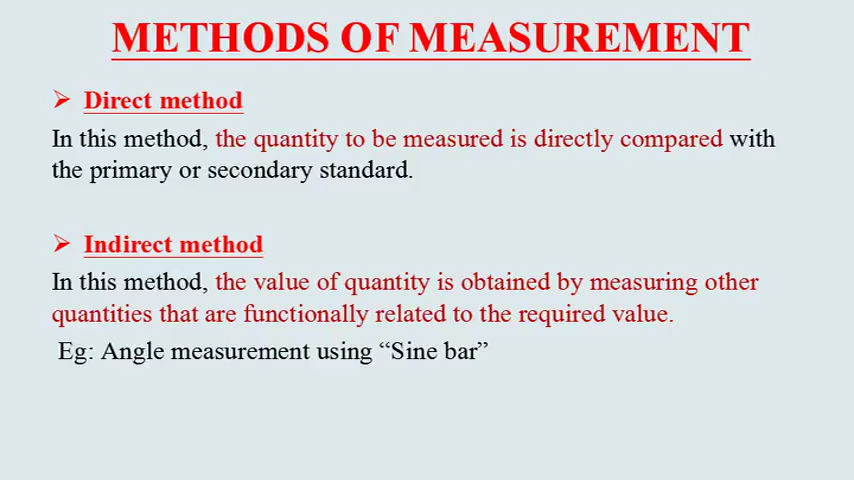 METHODS OF MEASUREMENT
➢ Direct method
In this method, the quantity to be measured is directly compared with
the primary or secondary standard.
➢ Indirect method
In this method, the value of quantity is obtained by measuring other
quantities that are functionally related to the required value.
Eg: Angle measurement using “Sine bar”